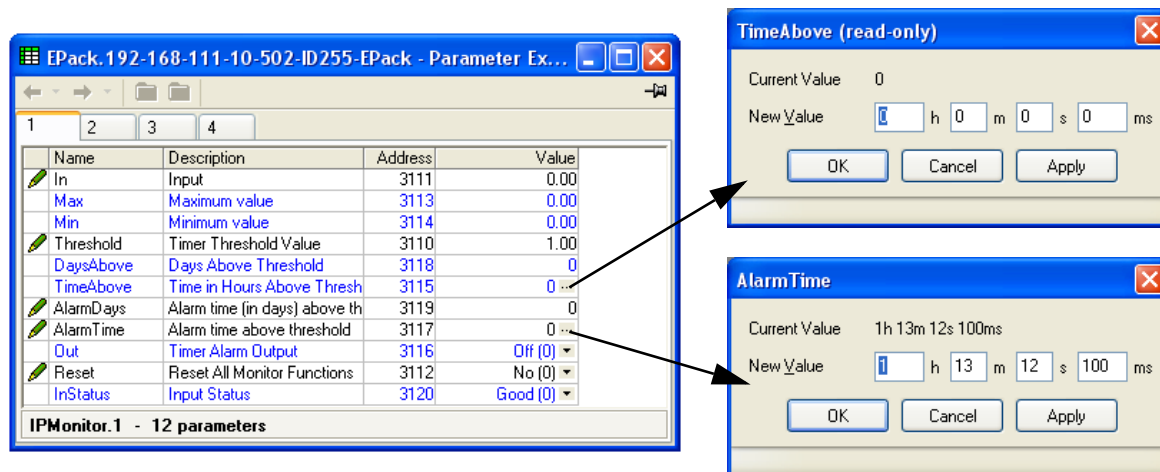 EPack.192-168-111-10-502-ID255-EPack - Parameter Ex...
1 2 3 4
Name Description Address Value
In Input 3111 0.00
Max Maximum value 3113 0.00
Min Minimum value 3114 0.00
Threshold Timer Threshold Value 3110 1.00
DaysAbove Days Above Threshold 3118 0
TimeAbove Time in Hours Above Thresh 3115 0 ...
AlarmDays Alarm time (in days) above th 3119 0
AlarmTime Alarm time above threshold 3117 0 ...
Out Timer Alarm Output 3116 Off (0)
Reset Reset All Monitor Functions 3112 No (0)
InStatus Input Status 3120 Good (0)
IPMonitor.1 - 12 parameters
TimeAbove (read-only)
Current Value 0
New Value 0 h 0 m 0 s 0 ms
OK Cancel Apply
AlarmTime
Current Value 1h 13m 12s 100ms
New Value 1 h 13 m 12 s 100 ms
OK Cancel Apply